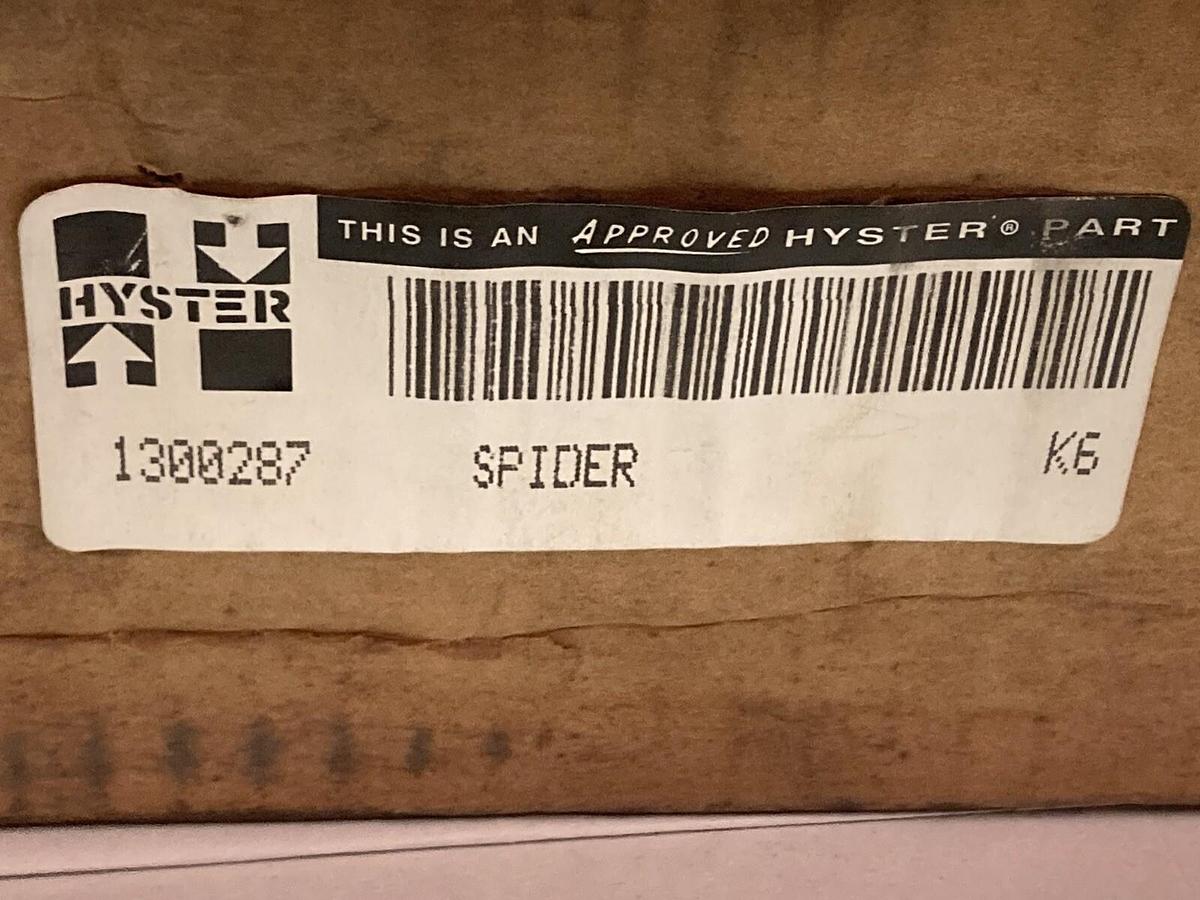 THIS IS AN APPROVED HYSTER® PART
HYSTER
1300287 SPIDER K6